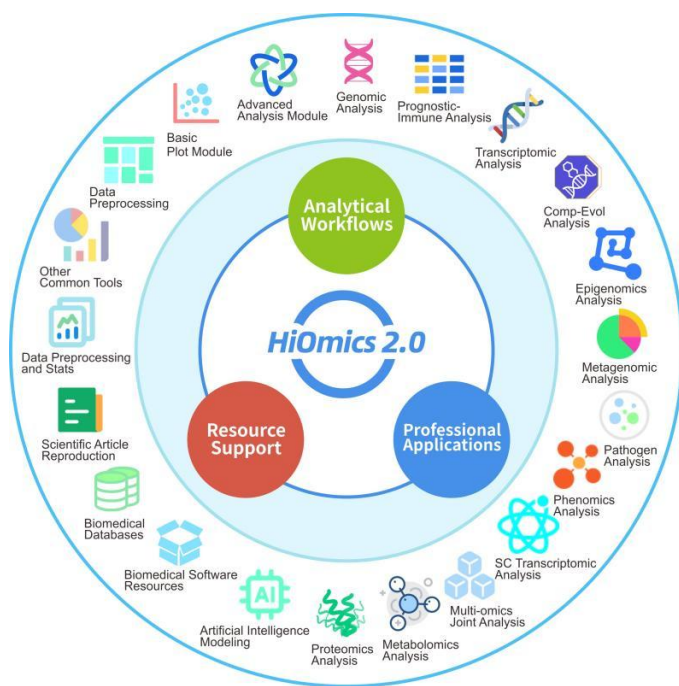 Genomic
Analysis
Prognostic-
Immune Analysis
Transcriptomic
Analysis
Comp-Evol
Analysis
Epigenomics
Analysis
Metagenomic
Analysis
Pathogen
Analysis
Phenomics
Analysis
SC Transcriptomic
Analysis
Multi-omics
Joint Analysis
Metabolomics
Analysis
Proteomics
Analysis
AI
Artificial Intelligence
Modeling
Biomedical Software
Resources
Biomedical
Databases
Scientific Article
Reproduction
Data Preprocessing
and Stats
Other
Common Tools
Data
Preprocessing
Basic
Plot Module
Advanced
Analysis Module
Analytical
Workflows
HiOmics 2.0
Resource
Support
Professional
Applications